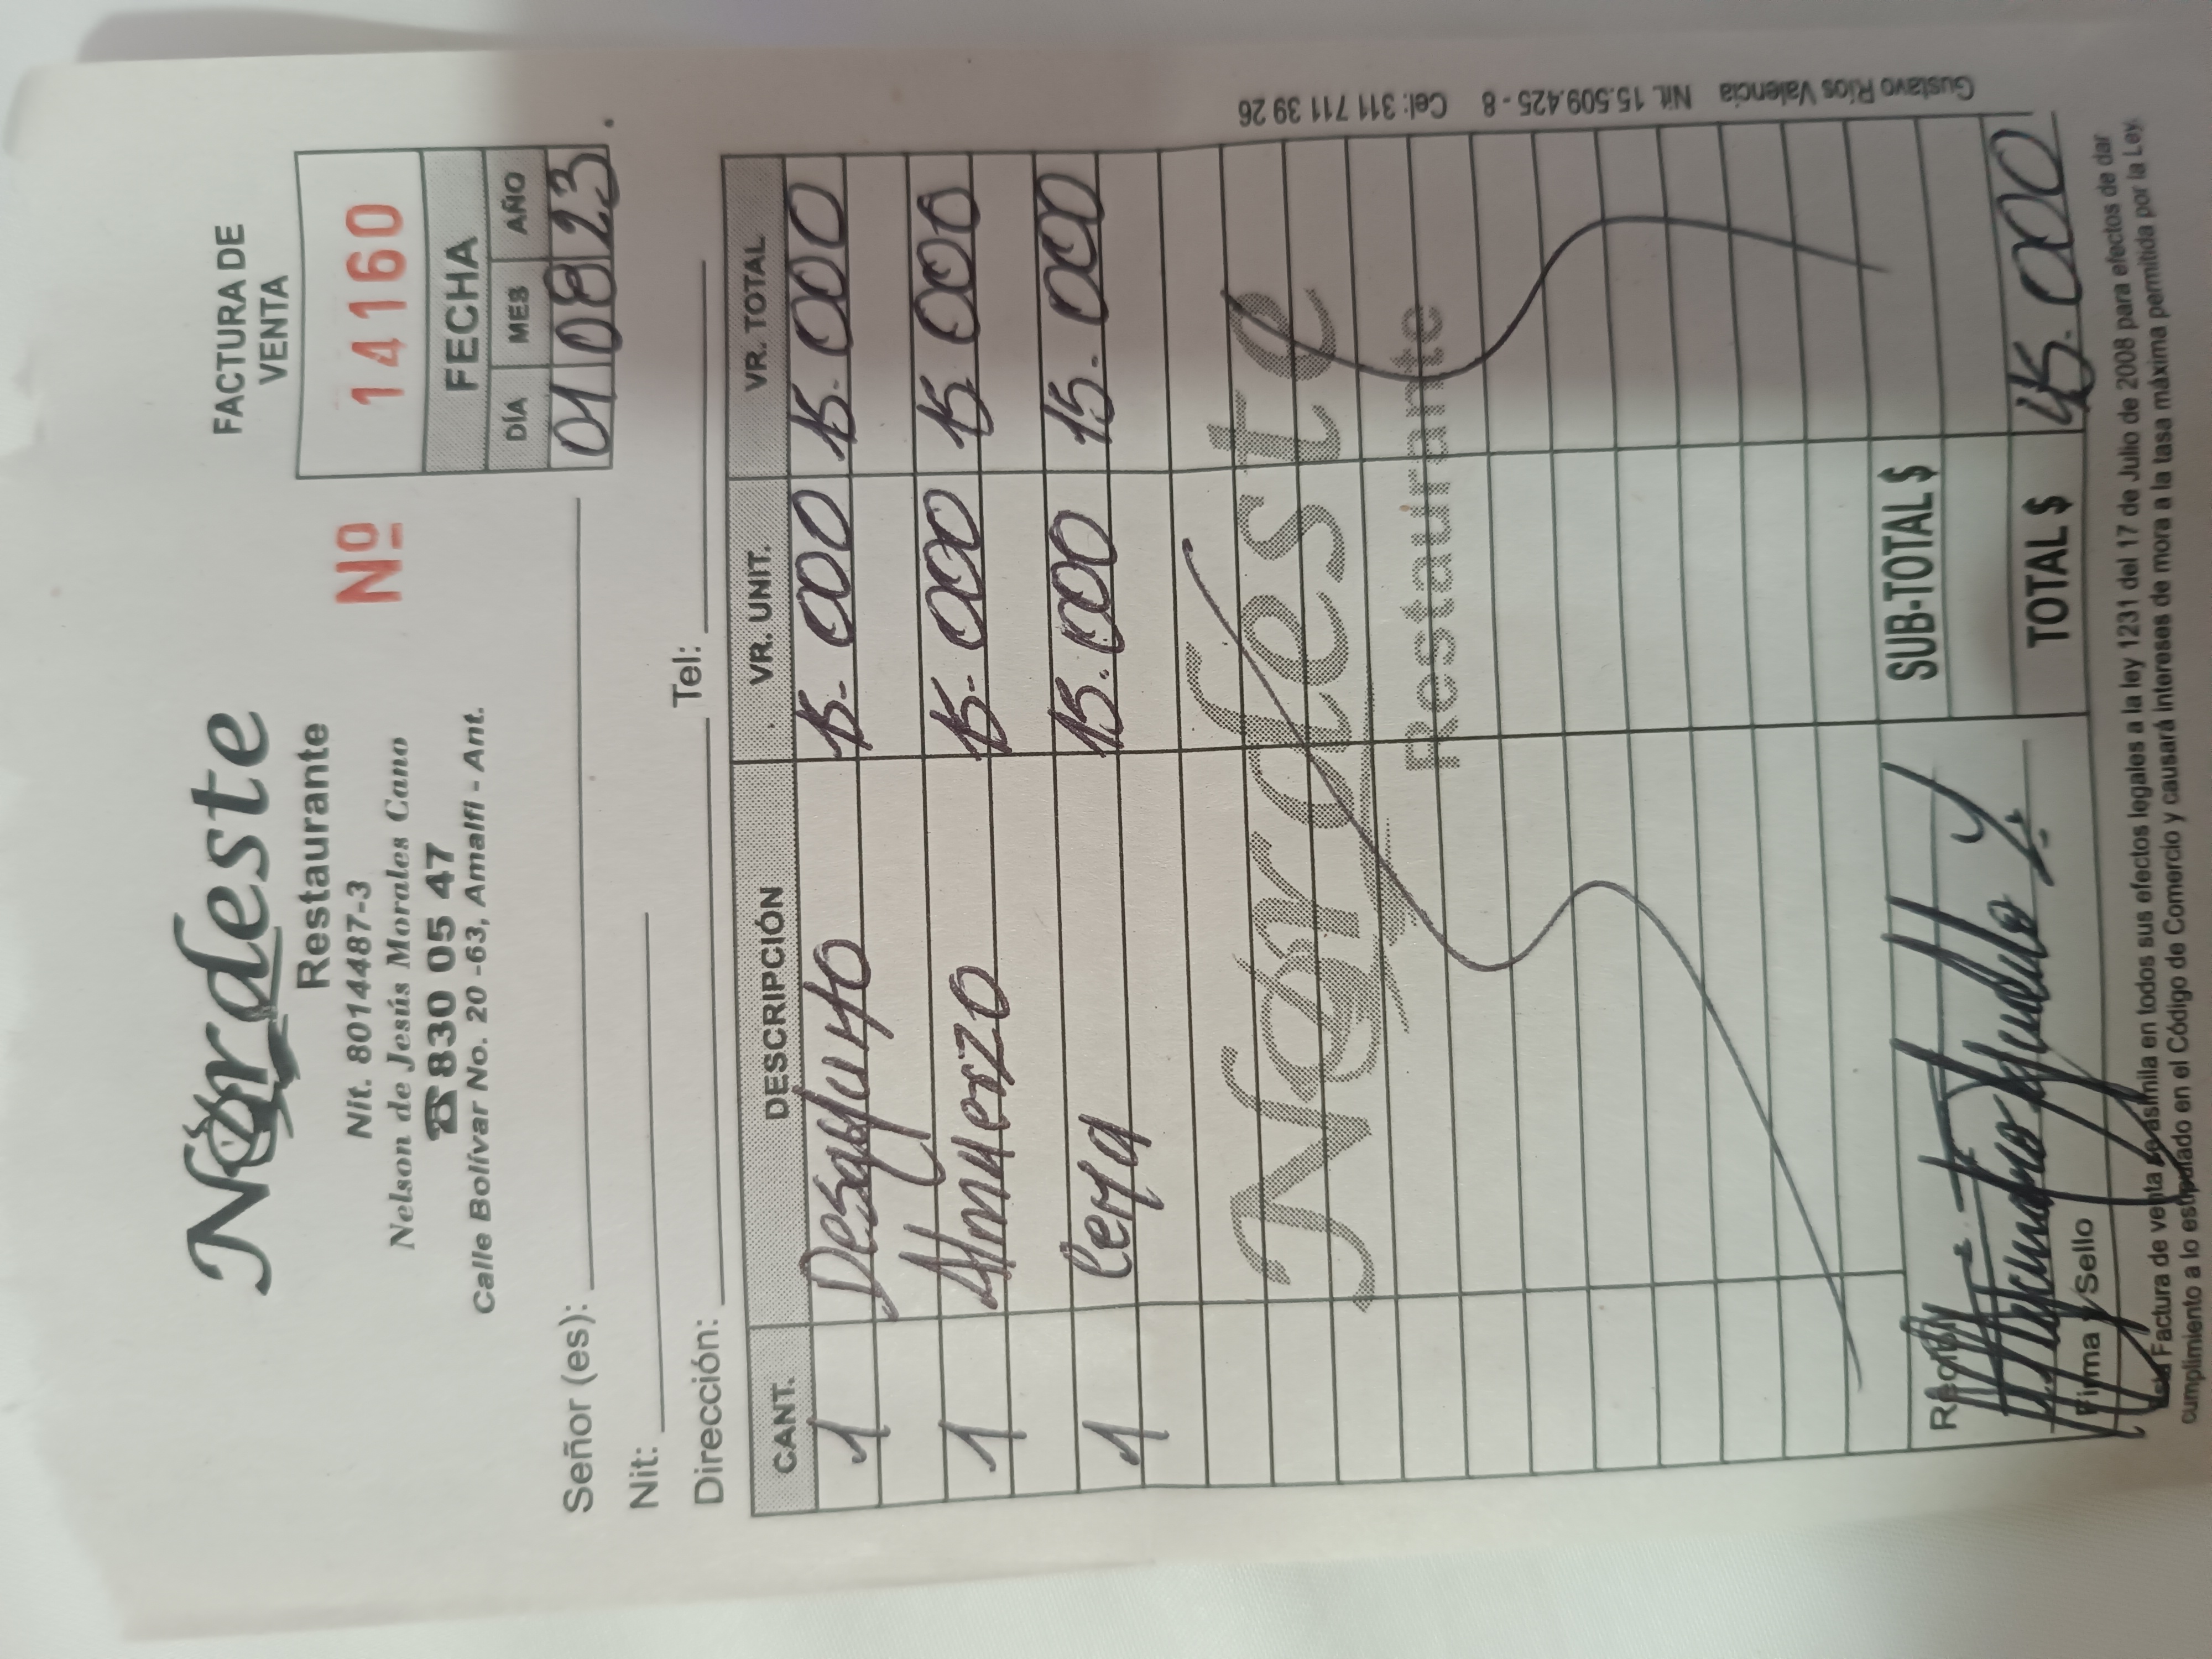 Nordeste
Restaurante
Nit. 8014487-3
Nelson de Jesús Morales Cano
☎ 830 05 47
Calle Bolívar No. 20 -63, Amalfi - Ant.
FACTURA DE
VENTA
Nº 14160
FECHA
DÍA MES AÑO
01 08 23
Señor (es):
Nit:
Dirección: Tel:
CANT. DESCRIPCIÓN VR. UNIT. VR. TOTAL
1 Desayuno 15.000 15.000
1 Almuerzo 15.000 15.000
1 Cena 15.000 15.000
Nordeste
Restaurante
SUB-TOTAL $
TOTAL $ 45.000
Recibí
Firma y Sello
Esta Factura de venta se asimila en todos sus efectos legales a la ley 1231 del 17 de Julio de 2008 para efectos de dar
cumplimiento a lo estipulado en el Código de Comercio y causará intereses de mora a la tasa máxima permitida por la Ley.
Gustavo Ríos Valencia Nit. 15.509.425 - 8 Cel: 311 711 39 26